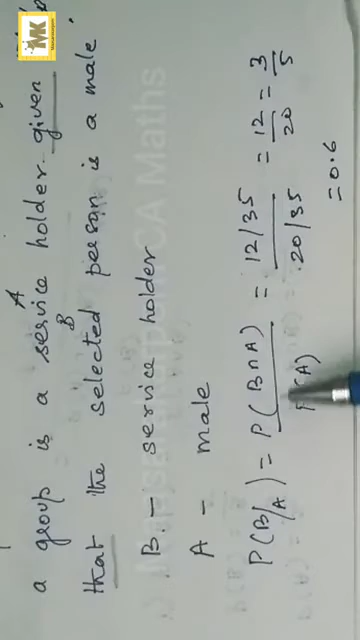 MK
a group is a service holder given
A
that the selected person is a male
B
B - service holder
A - male
P(B/A) = P(B∩A) / P(A) = 12/35 / 20/35 = 12/20 = 3/5
= 0.6